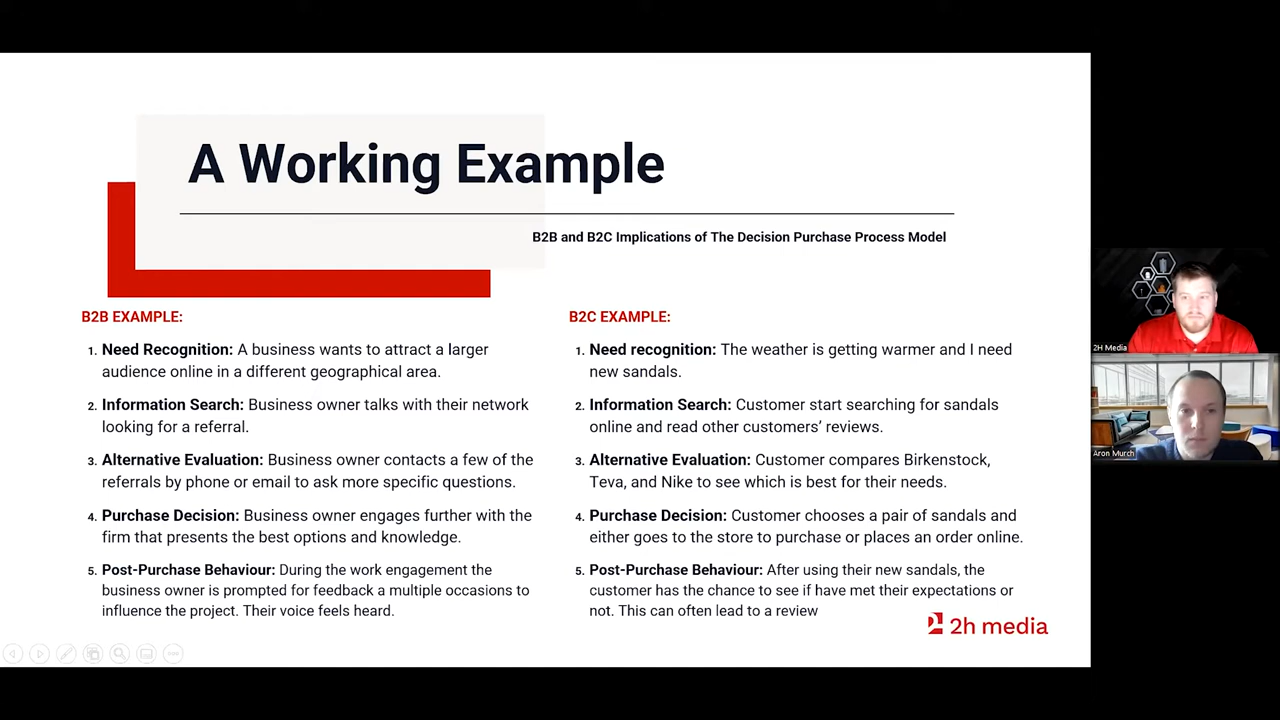 A Working Example
B2B and B2C Implications of The Decision Purchase Process Model
B2B EXAMPLE:
1. Need Recognition: A business wants to attract a larger
audience online in a different geographical area.
2. Information Search: Business owner talks with their network
looking for a referral.
3. Alternative Evaluation: Business owner contacts a few of the
referrals by phone or email to ask more specific questions.
4. Purchase Decision: Business owner engages further with the
firm that presents the best options and knowledge.
5. Post-Purchase Behaviour: During the work engagement the
business owner is prompted for feedback a multiple occasions to
influence the project. Their voice feels heard.
B2C EXAMPLE:
1. Need recognition: The weather is getting warmer and I need
new sandals.
2. Information Search: Customer start searching for sandals
online and read other customers’ reviews.
3. Alternative Evaluation: Customer compares Birkenstock,
Teva, and Nike to see which is best for their needs.
4. Purchase Decision: Customer chooses a pair of sandals and
either goes to the store to purchase or places an order online.
5. Post-Purchase Behaviour: After using their new sandals, the
customer has the chance to see if have met their expectations or
not. This can often lead to a review
2h media
2H Media
Aron Murch